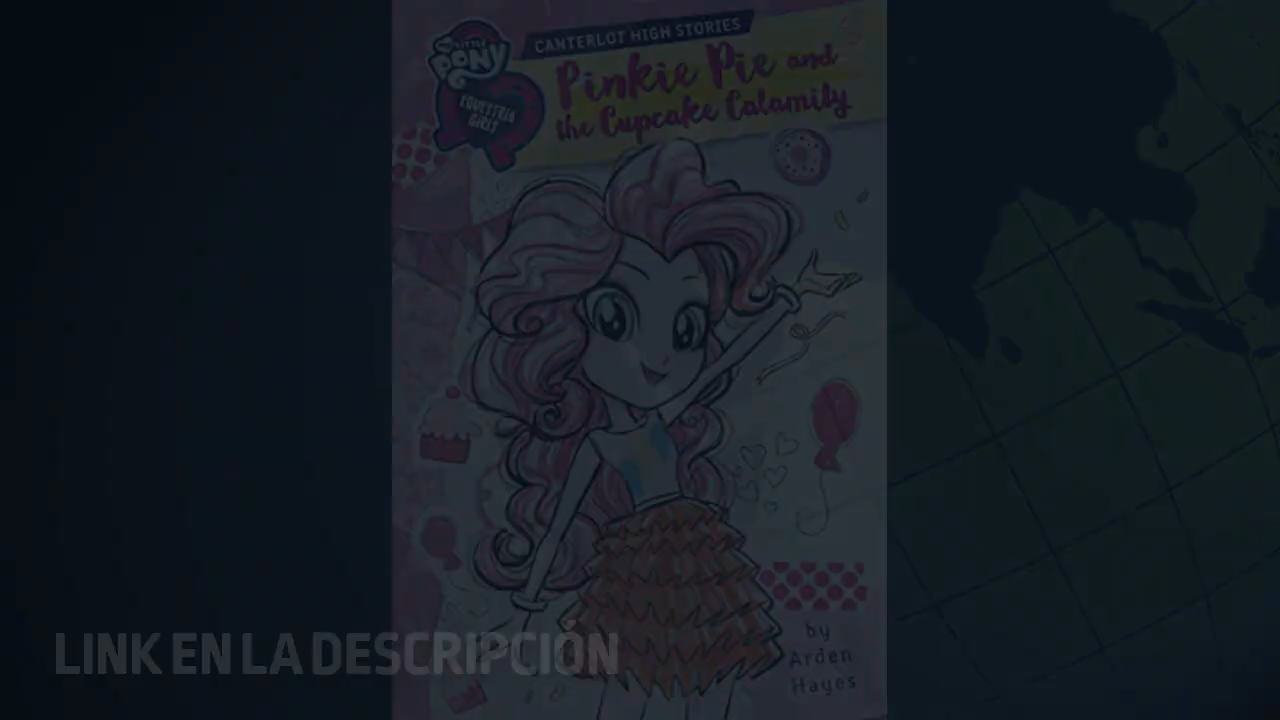 CANTERLOT HIGH STORIES
MY LITTLE
PONY
EQUESTRIA
GIRLS
Pinkie Pie and
the Cupcake Calamity
LINK EN LA DESCRIPCIÓN
by
Arden
Hayes